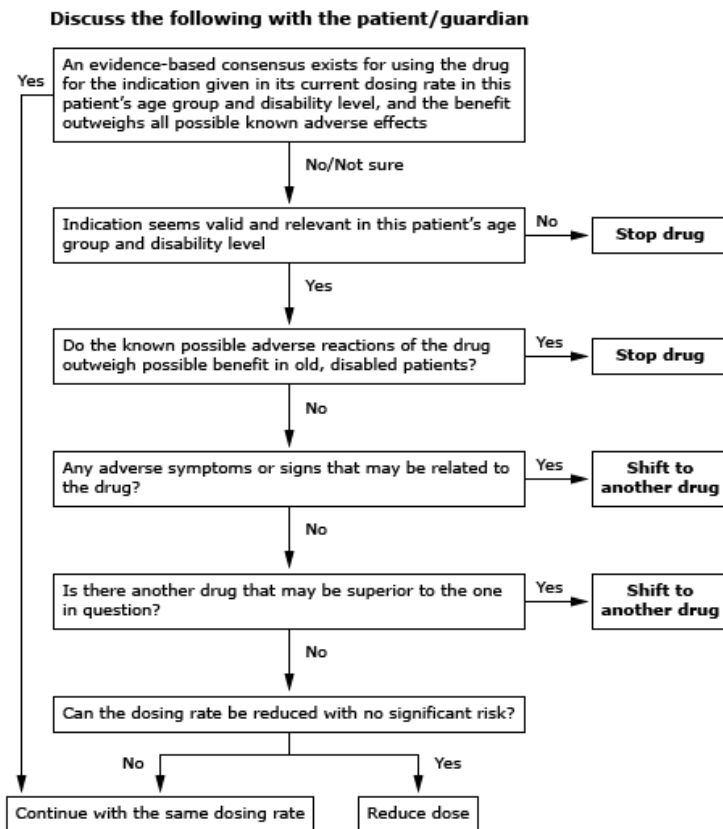 Discuss the following with the patient/guardian
An evidence-based consensus exists for using the drug
for the indication given in its current dosing rate in this
patient's age group and disability level, and the benefit
outweighs all possible known adverse effects
Yes
No/Not sure
Indication seems valid and relevant in this patient's age
group and disability level
No
Stop drug
Yes
Do the known possible adverse reactions of the drug
outweigh possible benefit in old, disabled patients?
Yes
Stop drug
No
Any adverse symptoms or signs that may be related to
the drug?
Yes
Shift to
another drug
No
Is there another drug that may be superior to the one
in question?
Yes
Shift to
another drug
No
Can the dosing rate be reduced with no significant risk?
No
Yes
Continue with the same dosing rate
Reduce dose